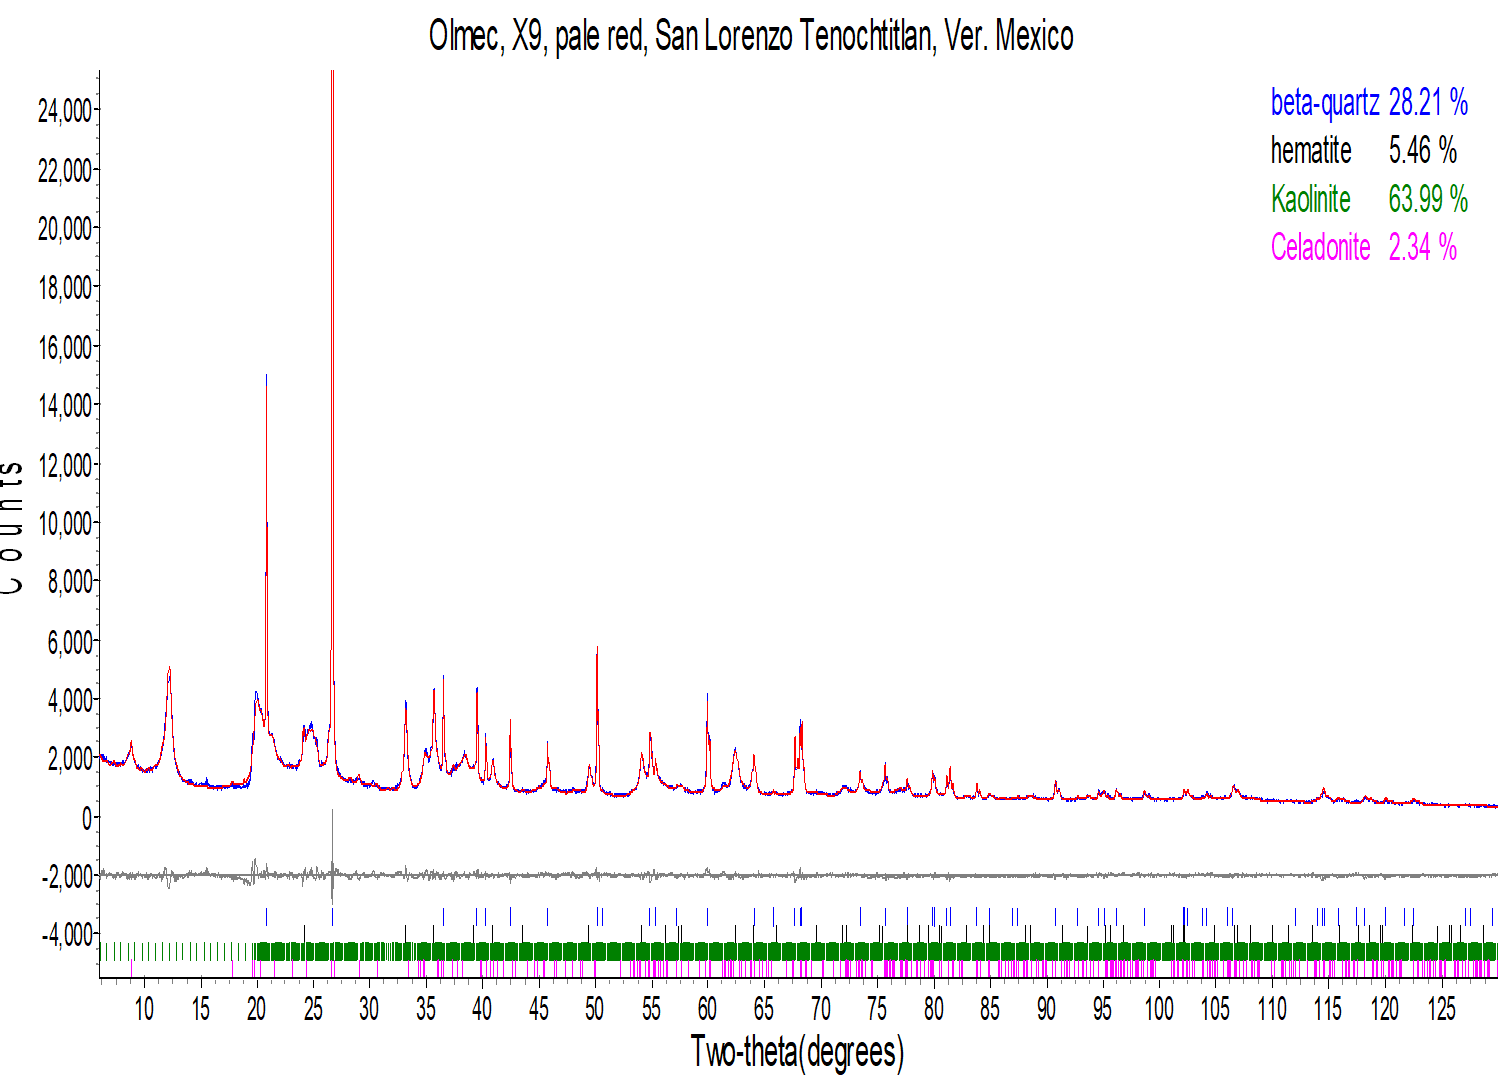 Olmec, X9, pale red, San Lorenzo Tenochtitlan, Ver. Mexico
beta-quartz 28.21 %
hematite 5.46 %
Kaolinite 63.99 %
Celadonite 2.34 %
24,000
22,000
20,000
18,000
16,000
14,000
12,000
10,000
8,000
6,000
4,000
2,000
0
-2,000
-4,000
Counts
10 15 20 25 30 35 40 45 50 55 60 65 70 75 80 85 90 95 100 105 110 115 120 125
Two-theta(degrees)